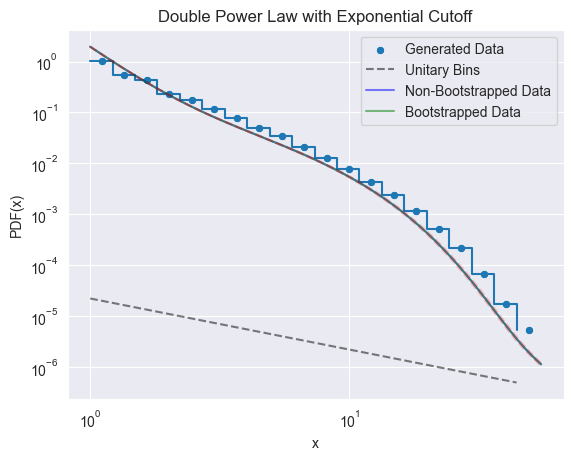 Double Power Law with Exponential Cutoff
Generated Data
Unitary Bins
Non-Bootstrapped Data
Bootstrapped Data
PDF(x)
10⁰
10⁻¹
10⁻²
10⁻³
10⁻⁴
10⁻⁵
10⁻⁶
10⁰
10¹
x